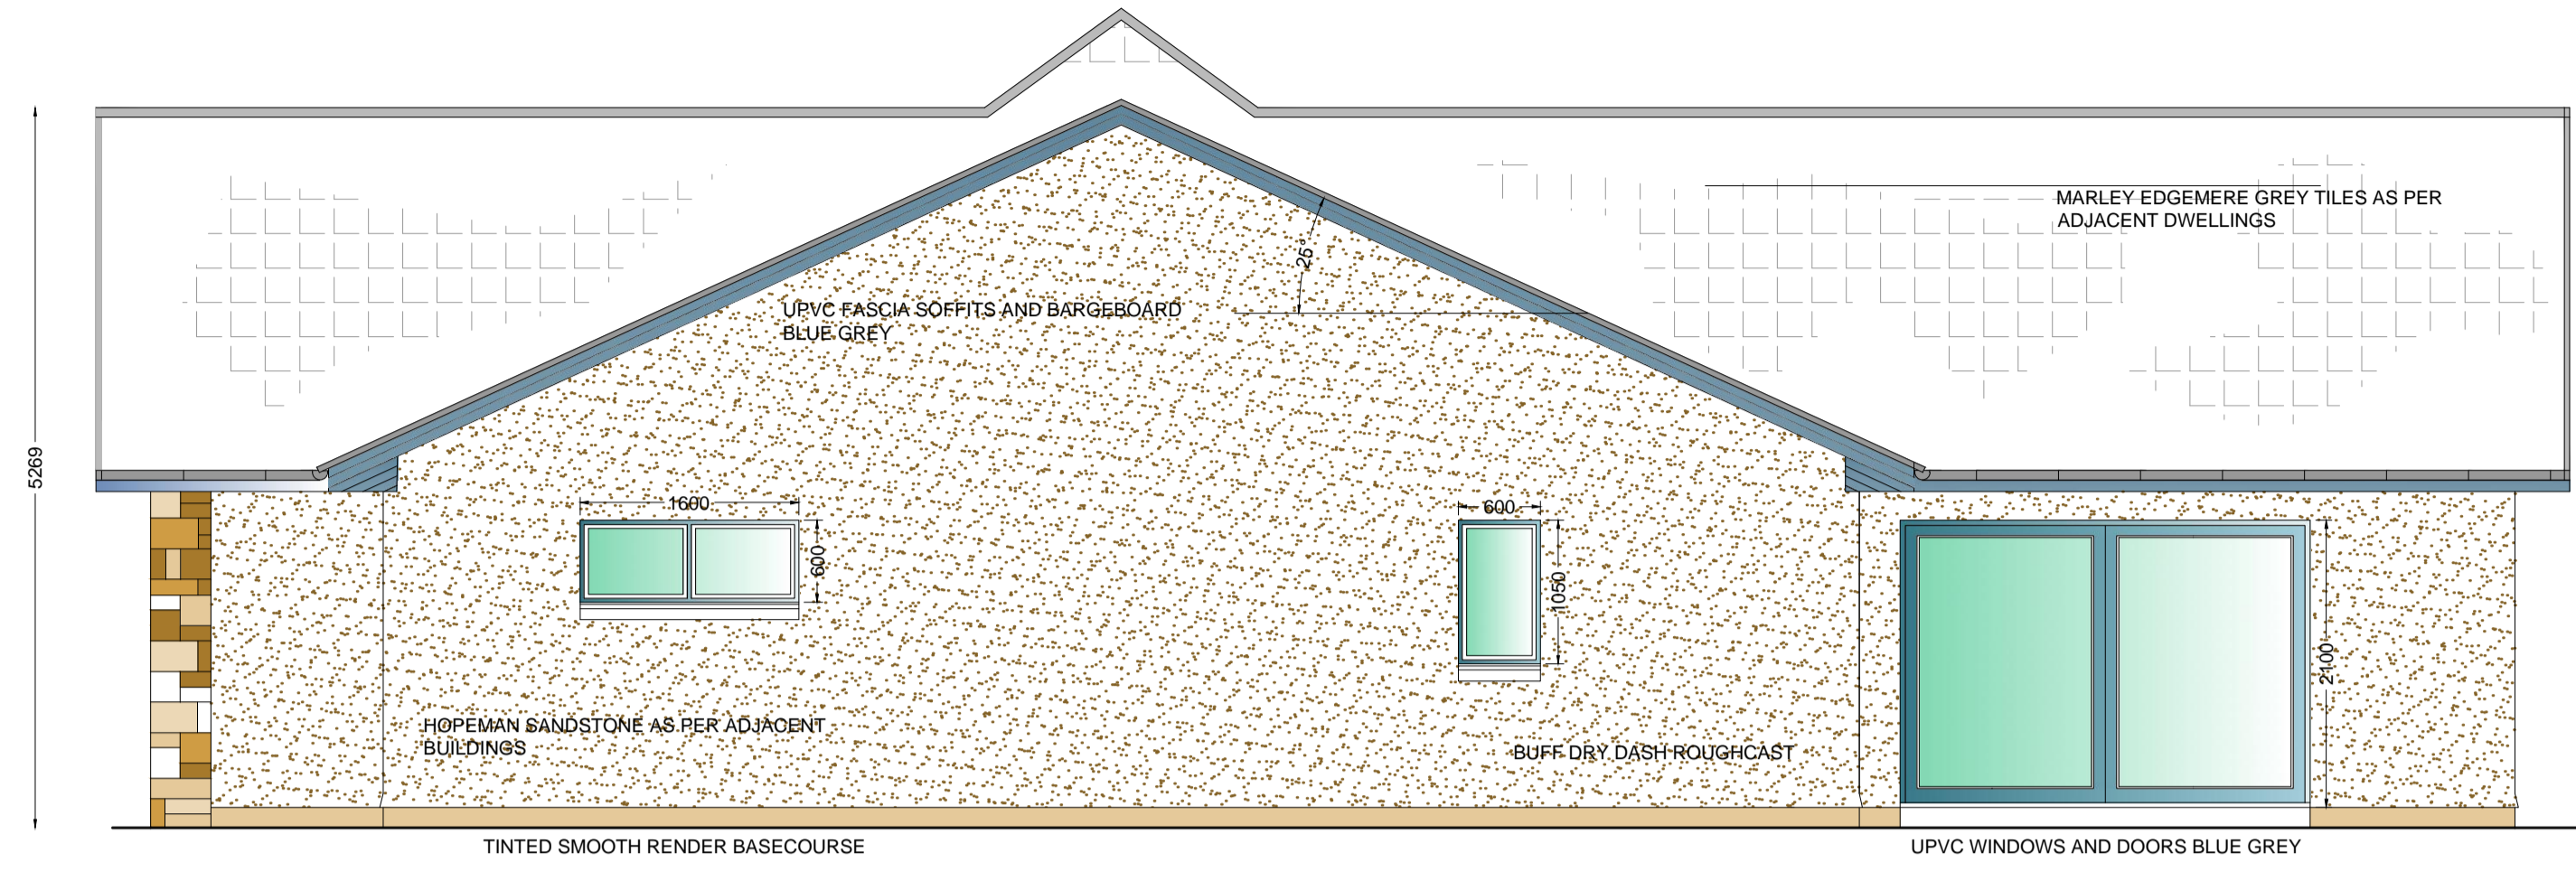 MARLEY EDGEMERE GREY TILES AS PER
ADJACENT DWELLINGS
25°
UPVC FASCIA SOFFITS AND BARGEBOARD
BLUE GREY
5269
1600
600
600
1050
2100
HOPEMAN SANDSTONE AS PER ADJACENT
BUILDINGS
BUFF DRY DASH ROUGHCAST
TINTED SMOOTH RENDER BASECOURSE
UPVC WINDOWS AND DOORS BLUE GREY